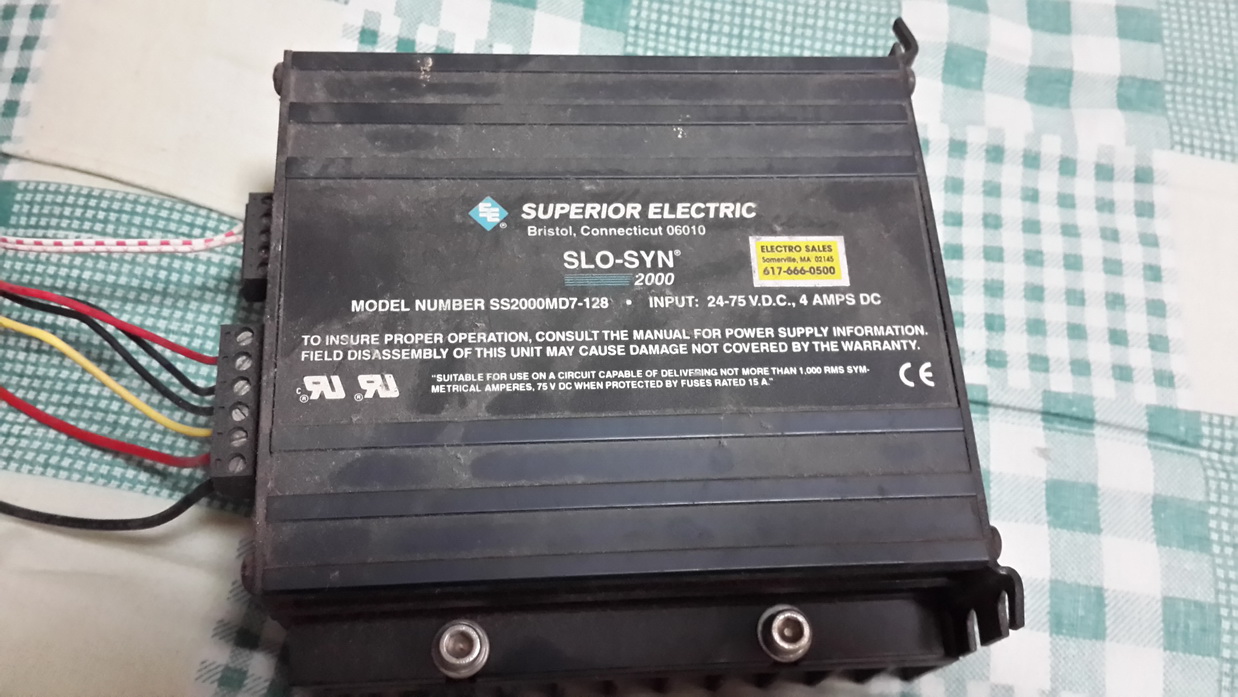 SE®
SUPERIOR ELECTRIC
Bristol, Connecticut 06010
SLO-SYN®
2000
ELECTRO SALES
Somerville, MA 02145
617-666-0500
MODEL NUMBER SS2000MD7-128 • INPUT: 24-75 V.D.C., 4 AMPS DC
TO INSURE PROPER OPERATION, CONSULT THE MANUAL FOR POWER SUPPLY INFORMATION.
FIELD DISASSEMBLY OF THIS UNIT MAY CAUSE DAMAGE NOT COVERED BY THE WARRANTY.
c RU ® RU ®
"SUITABLE FOR USE ON A CIRCUIT CAPABLE OF DELIVERING NOT MORE THAN 1,000 RMS SYM-
METRICAL AMPERES, 75 V DC WHEN PROTECTED BY FUSES RATED 15 A."
CE